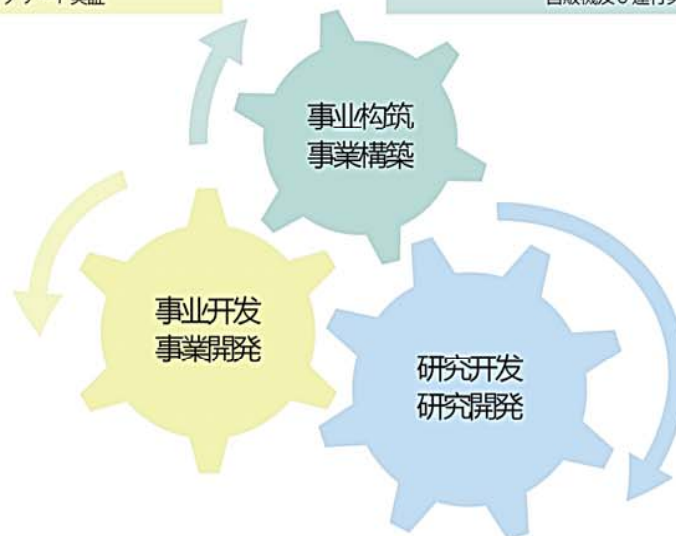 事业构筑
事業構築
事业开发
事業開発
研究开发
研究開発